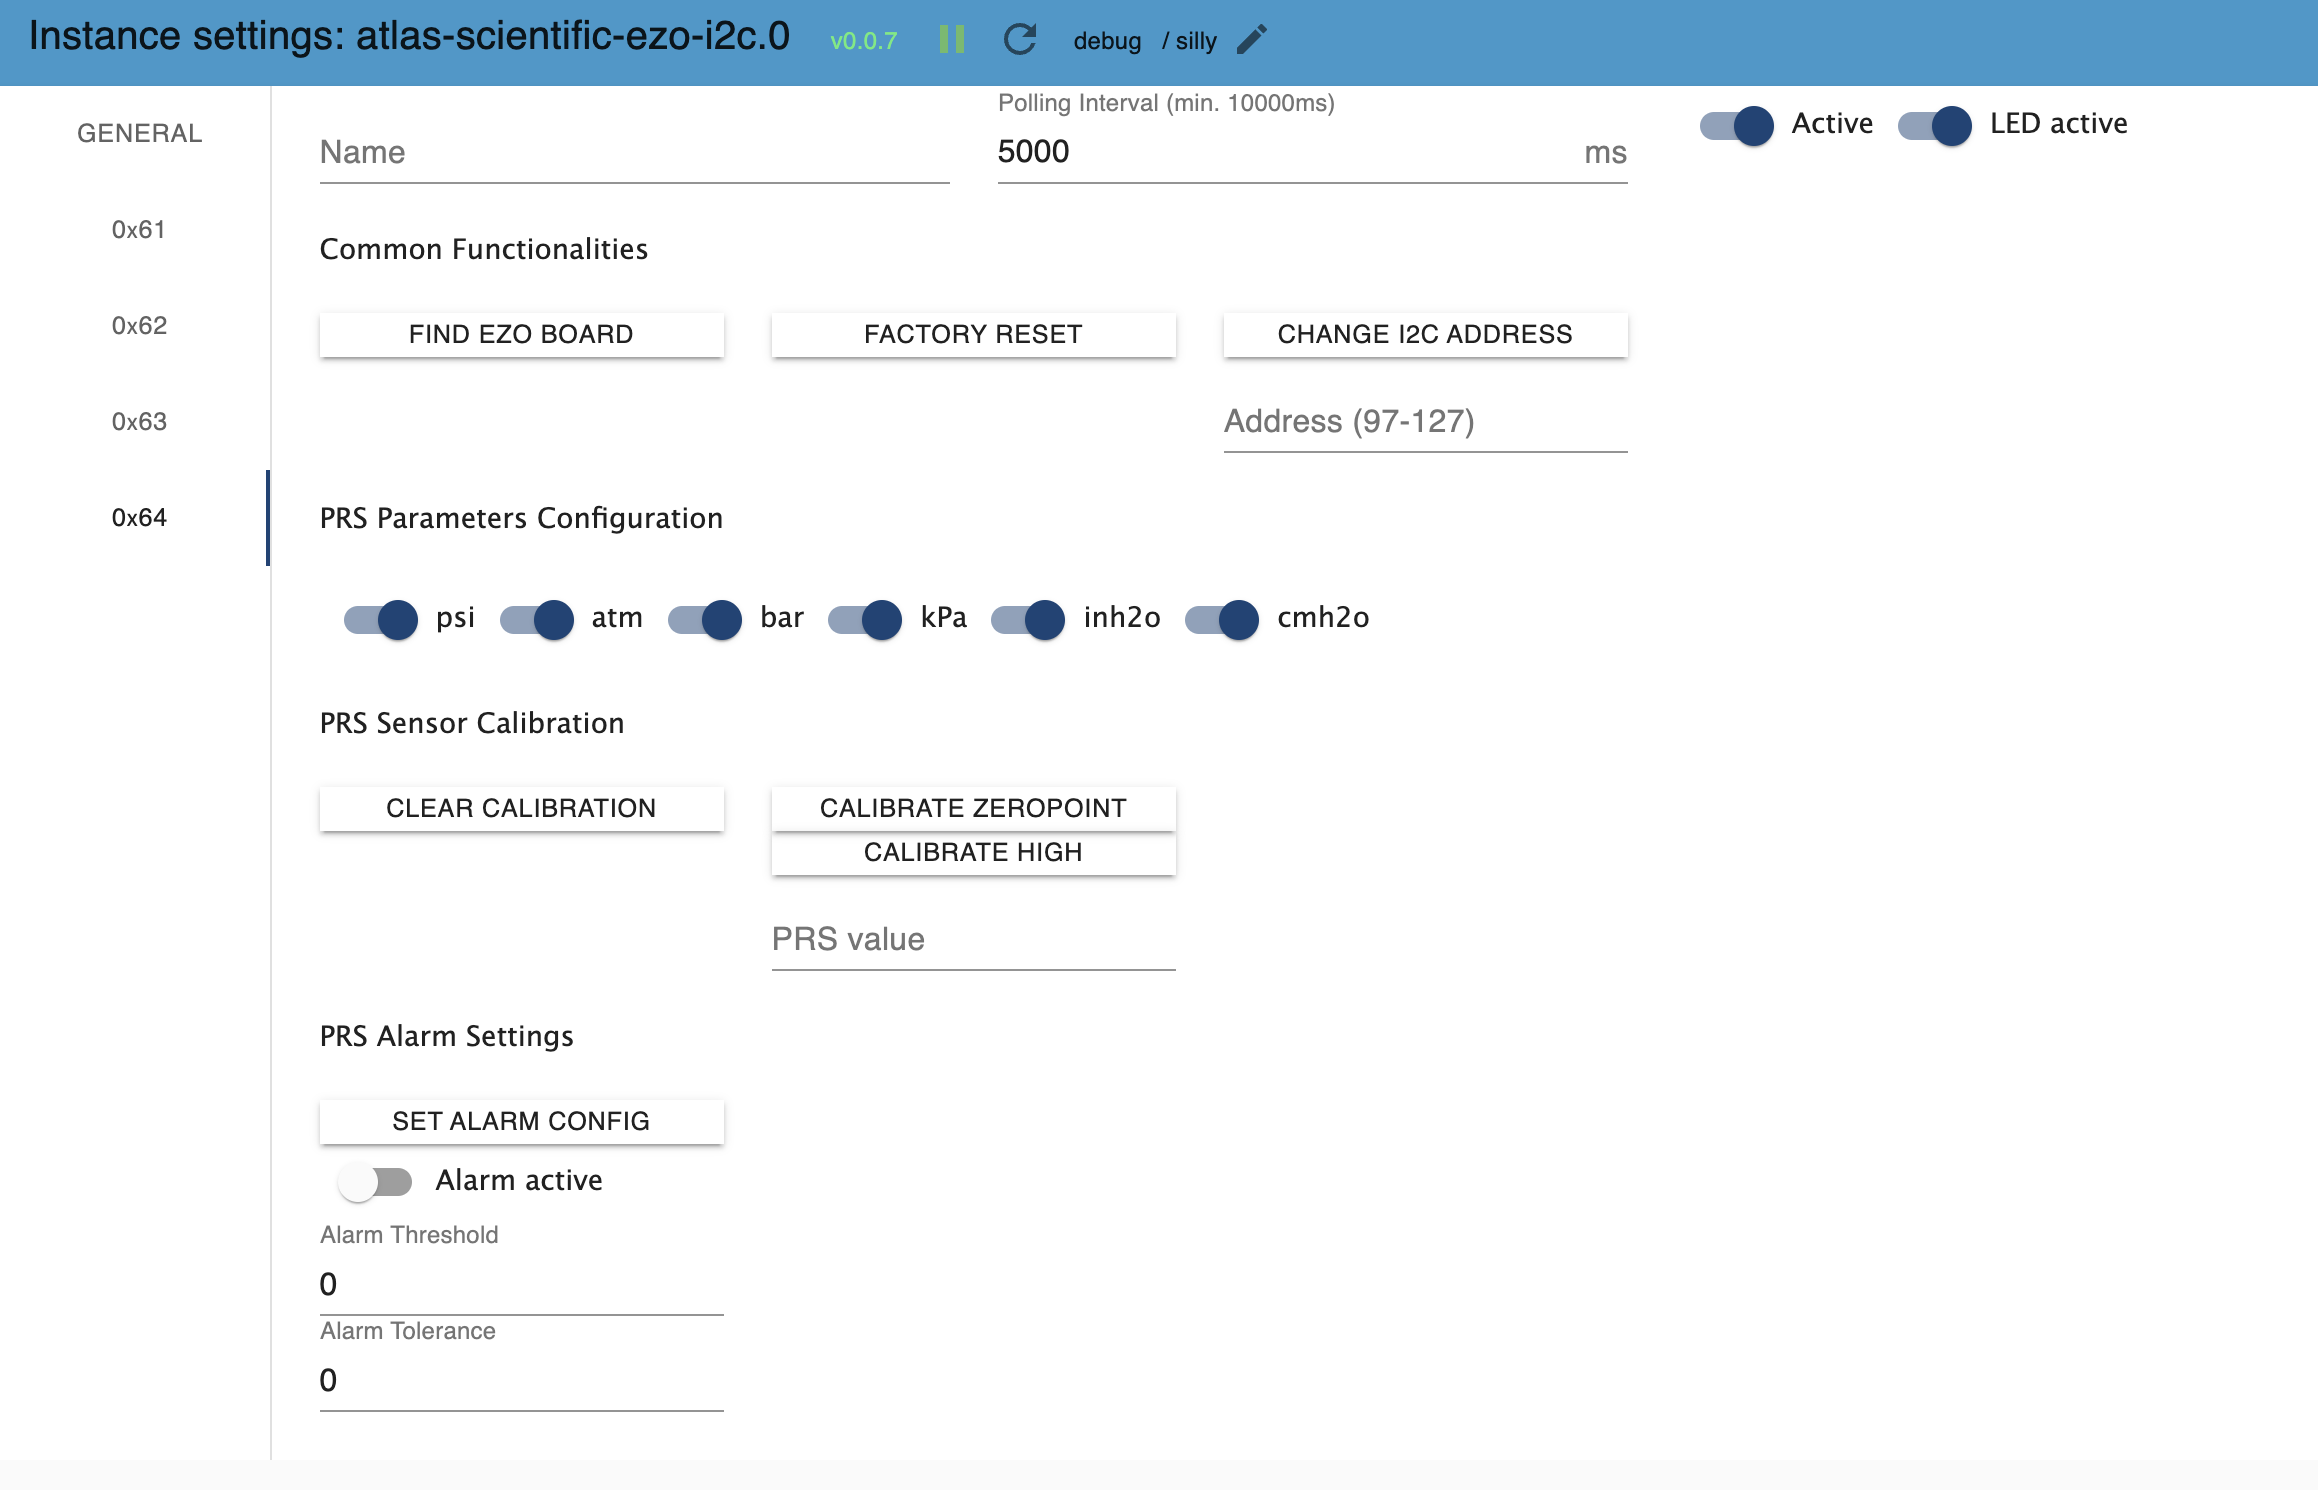 Instance settings: atlas-scientific-ezo-i2c.0 v0.0.7 debug / silly
GENERAL
0x61
0x62
0x63
0x64
Name
Polling Interval (min. 10000ms)
5000 ms
Active LED active
Common Functionalities
FIND EZO BOARD FACTORY RESET CHANGE I2C ADDRESS
Address (97-127)
PRS Parameters Configuration
psi atm bar kPa inh2o cmh2o
PRS Sensor Calibration
CLEAR CALIBRATION CALIBRATE ZEROPOINT
CALIBRATE HIGH
PRS value
PRS Alarm Settings
SET ALARM CONFIG
Alarm active
Alarm Threshold
0
Alarm Tolerance
0